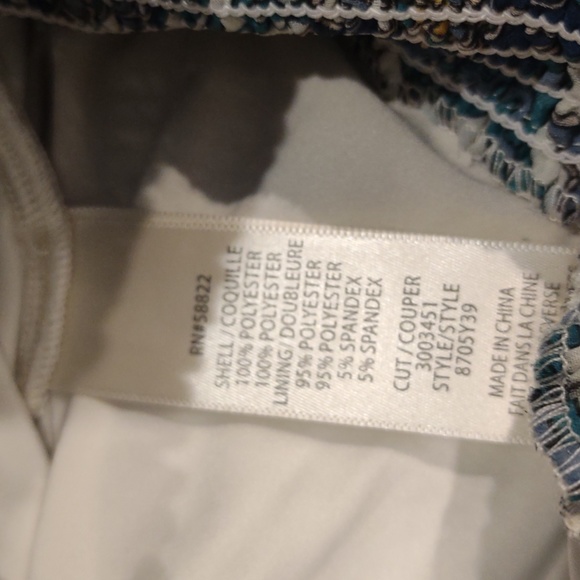 RN#58822
SHELL / COQUILLE
100% POLYESTER
100% POLYESTER
LINING / DOUBLEURE
95% POLYESTER
95% POLYESTER
5% SPANDEX
5% SPANDEX
CUT / COUPER
3003451
STYLE/STYLE
8705Y39
MADE IN CHINA
FAIT DANS LA CHINE